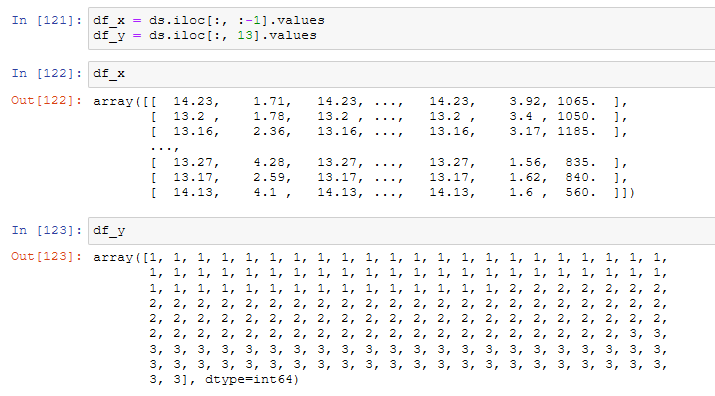 In [121]: df_x = ds.iloc[:, :-1].values
df_y = ds.iloc[:, 13].values
In [122]: df_x
Out[122]: array([[  14.23,    1.71,   14.23, ...,   14.23,    3.92, 1065.  ],
[  13.2 ,    1.78,   13.2 , ...,   13.2 ,    3.4 , 1050.  ],
[  13.16,    2.36,   13.16, ...,   13.16,    3.17, 1185.  ],
...,
[  13.27,    4.28,   13.27, ...,   13.27,    1.56,  835.  ],
[  13.17,    2.59,   13.17, ...,   13.17,    1.62,  840.  ],
[  14.13,    4.1 ,   14.13, ...,   14.13,    1.6 ,  560.  ]])
In [123]: df_y
Out[123]: array([1, 1, 1, 1, 1, 1, 1, 1, 1, 1, 1, 1, 1, 1, 1, 1, 1, 1, 1, 1, 1, 1,
1, 1, 1, 1, 1, 1, 1, 1, 1, 1, 1, 1, 1, 1, 1, 1, 1, 1, 1, 1, 1, 1,
1, 1, 1, 1, 1, 1, 1, 1, 1, 1, 1, 1, 1, 1, 1, 2, 2, 2, 2, 2, 2, 2,
2, 2, 2, 2, 2, 2, 2, 2, 2, 2, 2, 2, 2, 2, 2, 2, 2, 2, 2, 2, 2, 2,
2, 2, 2, 2, 2, 2, 2, 2, 2, 2, 2, 2, 2, 2, 2, 2, 2, 2, 2, 2, 2, 2,
2, 2, 2, 2, 2, 2, 2, 2, 2, 2, 2, 2, 2, 2, 2, 2, 2, 2, 2, 2, 3, 3,
3, 3, 3, 3, 3, 3, 3, 3, 3, 3, 3, 3, 3, 3, 3, 3, 3, 3, 3, 3, 3, 3,
3, 3, 3, 3, 3, 3, 3, 3, 3, 3, 3, 3, 3, 3, 3, 3, 3, 3, 3, 3, 3, 3,
3, 3], dtype=int64)